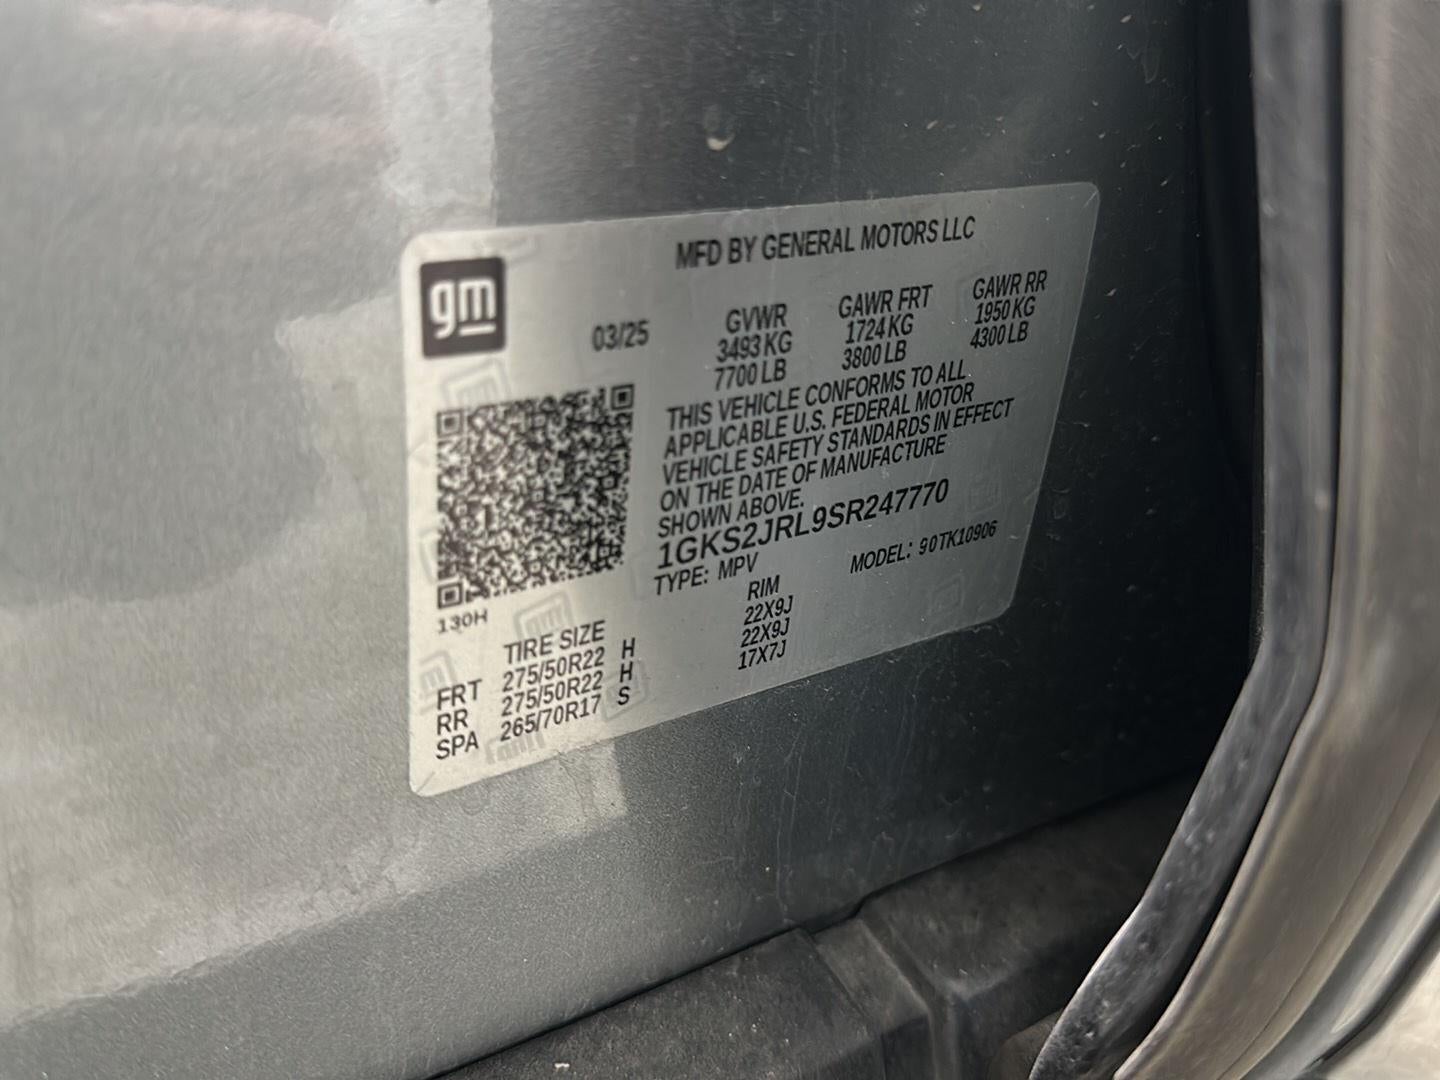 MFD BY GENERAL MOTORS LLC
gm
03/25
GVWR GAWR FRT GAWR RR
3493 KG 1724 KG 1950 KG
7700 LB 3800 LB 4300 LB
THIS VEHICLE CONFORMS TO ALL
APPLICABLE U.S. FEDERAL MOTOR
VEHICLE SAFETY STANDARDS IN EFFECT
ON THE DATE OF MANUFACTURE
SHOWN ABOVE.
1GKS2JRL9SR247770
TYPE: MPV MODEL: 90TK10906
130H
TIRE SIZE RIM
FRT 275/50R22 H 22X9J
RR 275/50R22 H 22X9J
SPA 265/70R17 S 17X7J